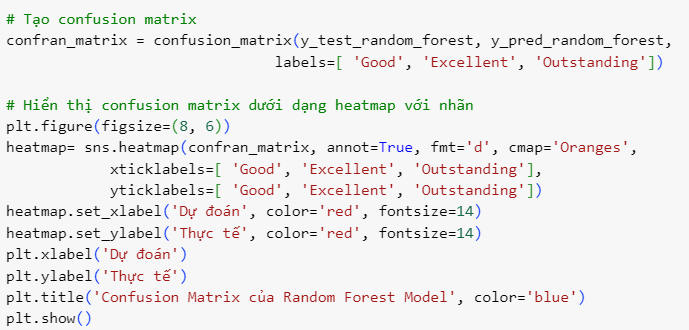 # Tạo confusion matrix
confran_matrix = confusion_matrix(y_test_random_forest, y_pred_random_forest,
labels=[ 'Good', 'Excellent', 'Outstanding'])
# Hiển thị confusion matrix dưới dạng heatmap với nhãn
plt.figure(figsize=(8, 6))
heatmap= sns.heatmap(confran_matrix, annot=True, fmt='d', cmap='Oranges',
xticklabels=[ 'Good', 'Excellent', 'Outstanding'],
yticklabels=[ 'Good', 'Excellent', 'Outstanding'])
heatmap.set_xlabel('Dự đoán', color='red', fontsize=14)
heatmap.set_ylabel('Thực tế', color='red', fontsize=14)
plt.xlabel('Dự đoán')
plt.ylabel('Thực tế')
plt.title('Confusion Matrix của Random Forest Model', color='blue')
plt.show()